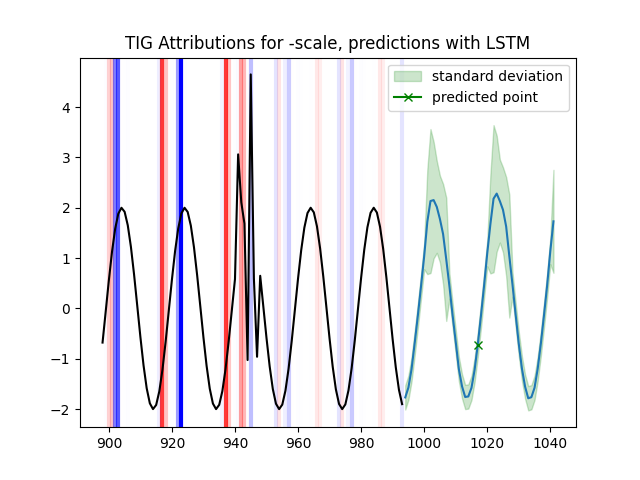 TIG Attributions for -scale, predictions with LSTM
standard deviation
predicted point
4
3
2
1
0
−1
−2
900 920 940 960 980 1000 1020 1040